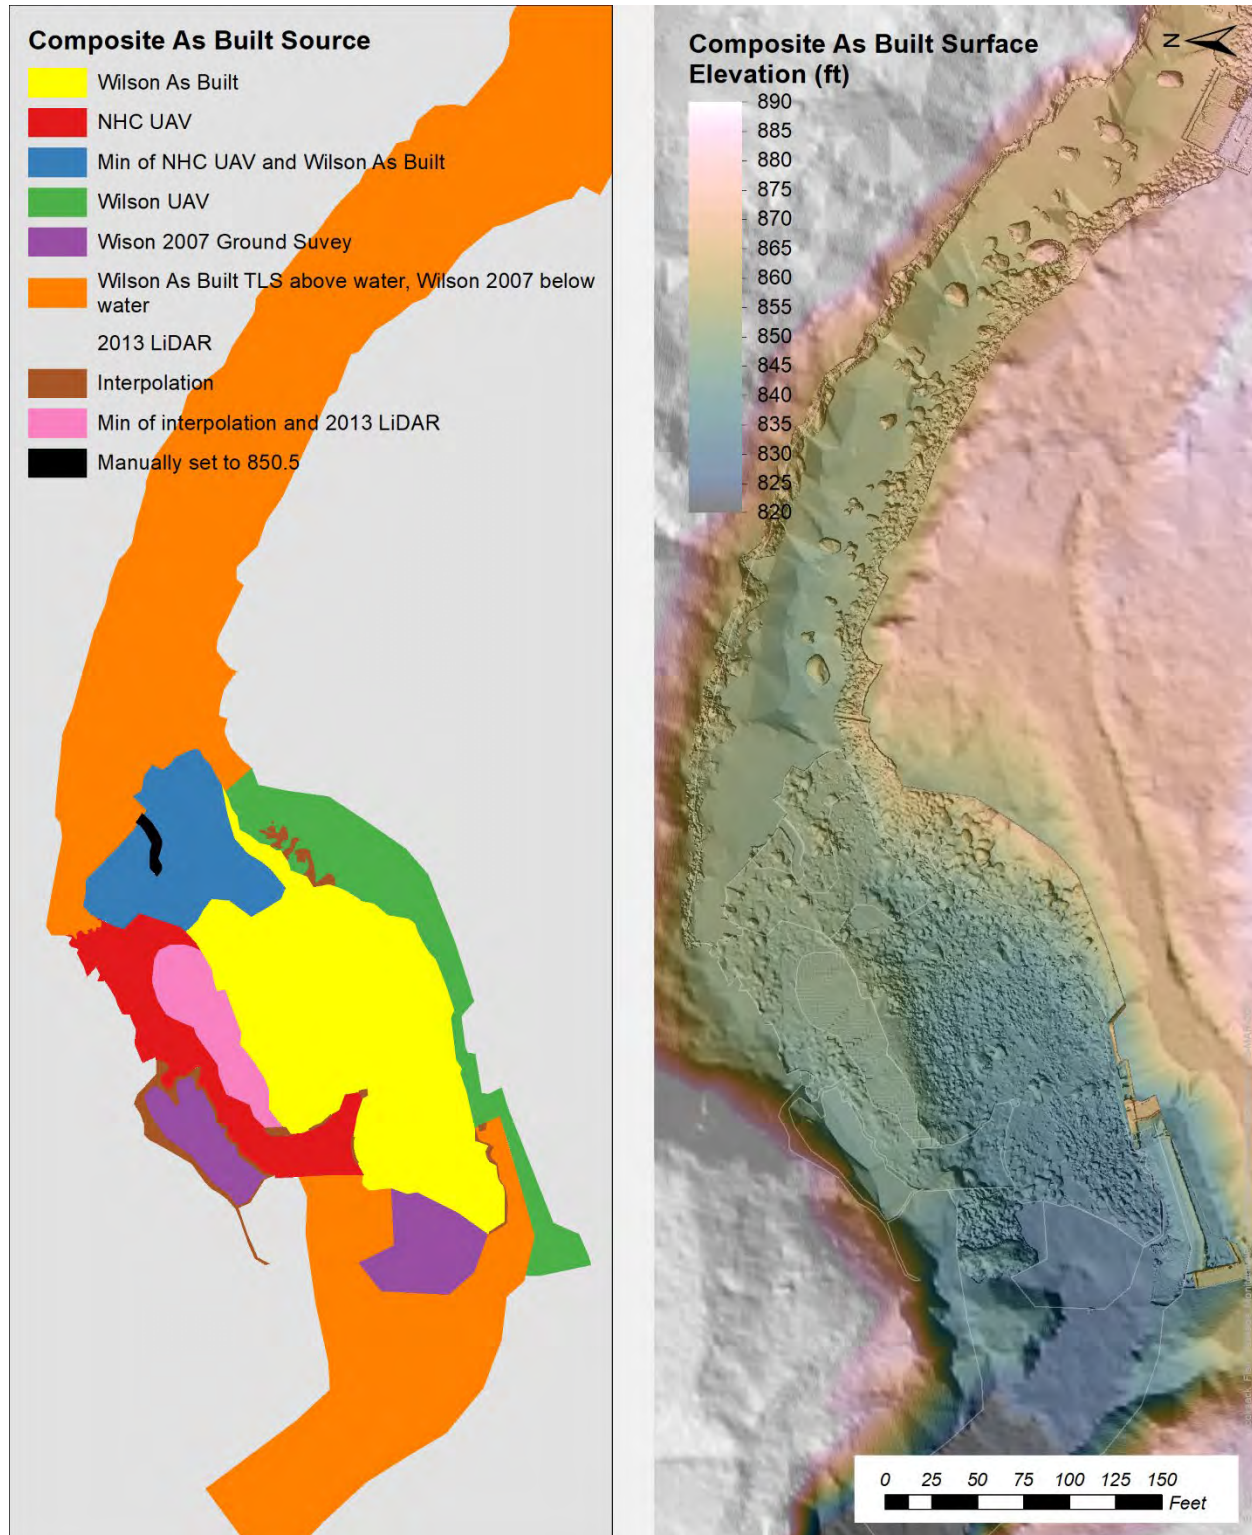 Composite As Built Source
Wilson As Built
NHC UAV
Min of NHC UAV and Wilson As Built
Wilson UAV
Wison 2007 Ground Suvey
Wilson As Built TLS above water, Wilson 2007 below
water
2013 LiDAR
Interpolation
Min of interpolation and 2013 LiDAR
Manually set to 850.5
Composite As Built Surface
Elevation (ft)
890
885
880
875
870
865
860
855
850
845
840
835
830
825
820
N
0 25 50 75 100 125 150
Feet